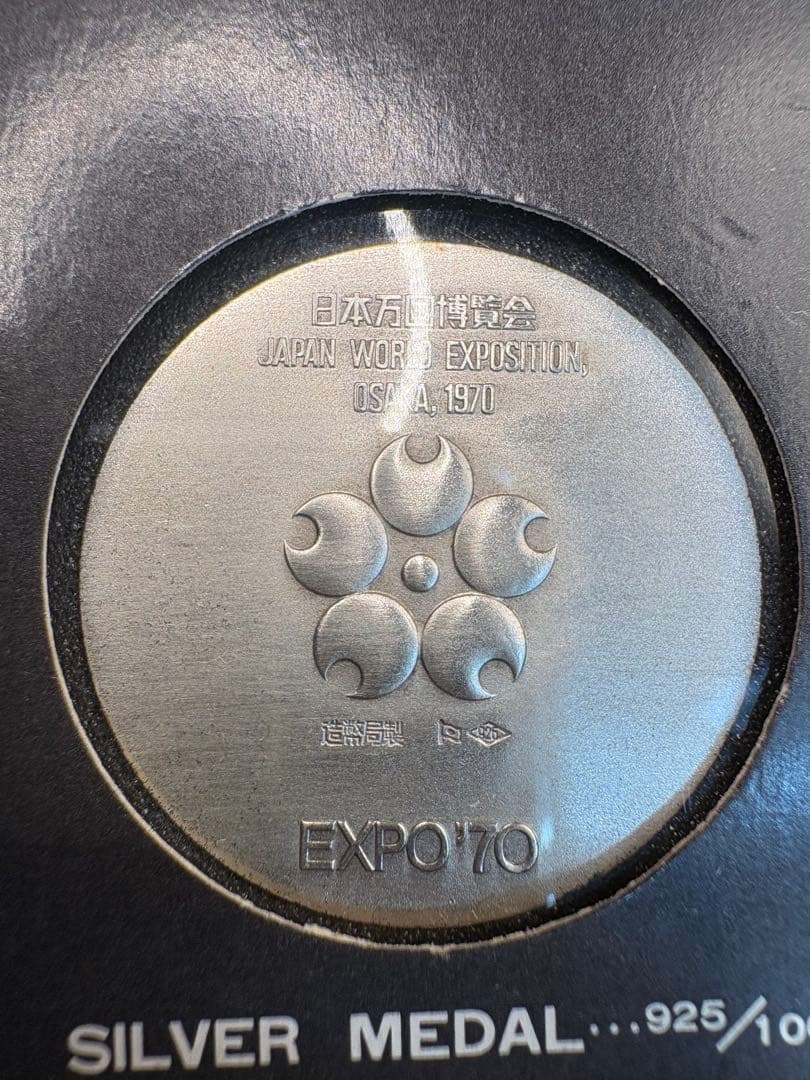 日本万国博覧会
JAPAN WORLD EXPOSITION,
OSAKA, 1970
造幣局製
EXPO'70
SILVER MEDAL...925/10